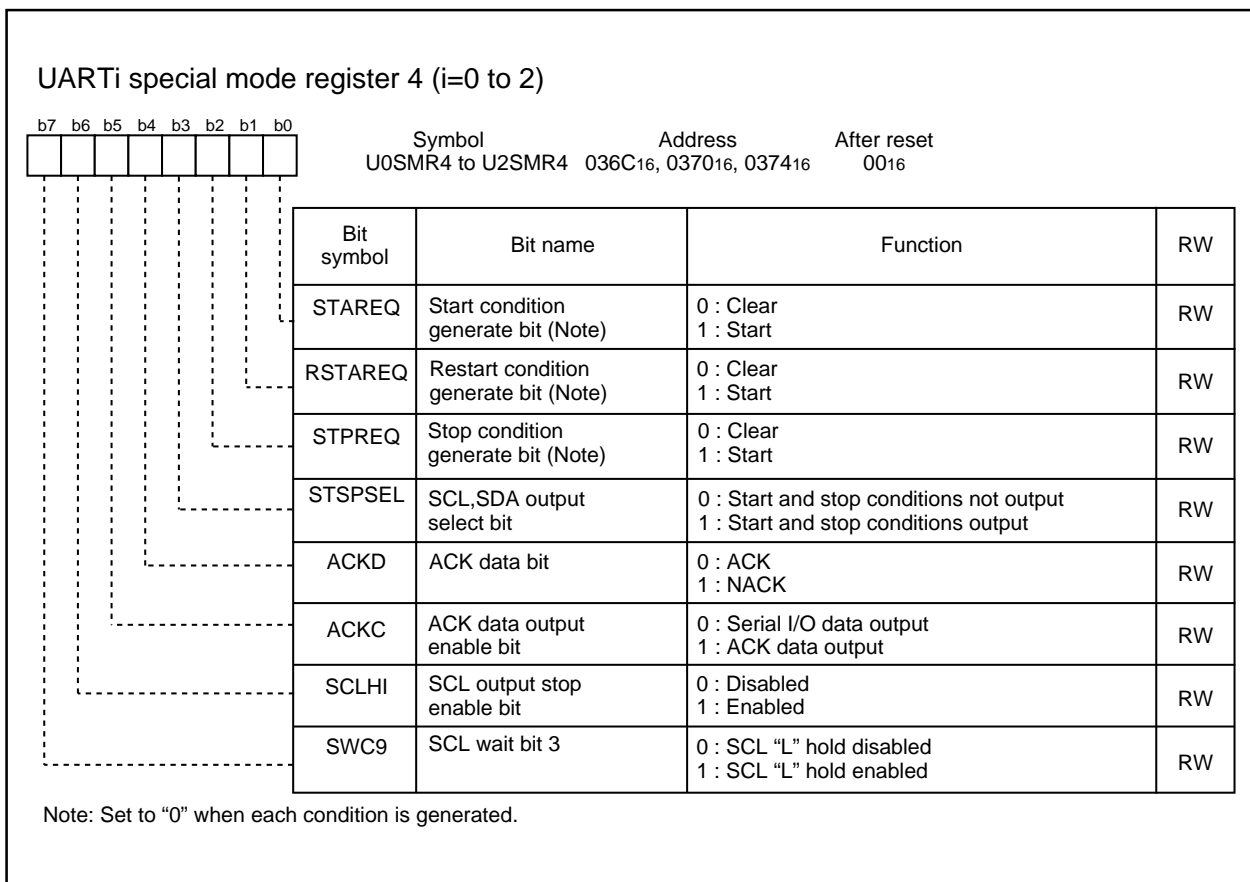 UARTi special mode register 4 (i=0 to 2)
b7 b6 b5 b4 b3 b2 b1 b0
Symbol Address After reset
U0SMR4 to U2SMR4 036C16, 037016, 037416 0016
Bit symbol Bit name Function RW
STAREQ Start condition generate bit (Note) 0 : Clear 1 : Start RW
RSTAREQ Restart condition generate bit (Note) 0 : Clear 1 : Start RW
STPREQ Stop condition generate bit (Note) 0 : Clear 1 : Start RW
STSPSEL SCL,SDA output select bit 0 : Start and stop conditions not output 1 : Start and stop conditions output RW
ACKD ACK data bit 0 : ACK 1 : NACK RW
ACKC ACK data output enable bit 0 : Serial I/O data output 1 : ACK data output RW
SCLHI SCL output stop enable bit 0 : Disabled 1 : Enabled RW
SWC9 SCL wait bit 3 0 : SCL “L” hold disabled 1 : SCL “L” hold enabled RW
Note: Set to “0” when each condition is generated.